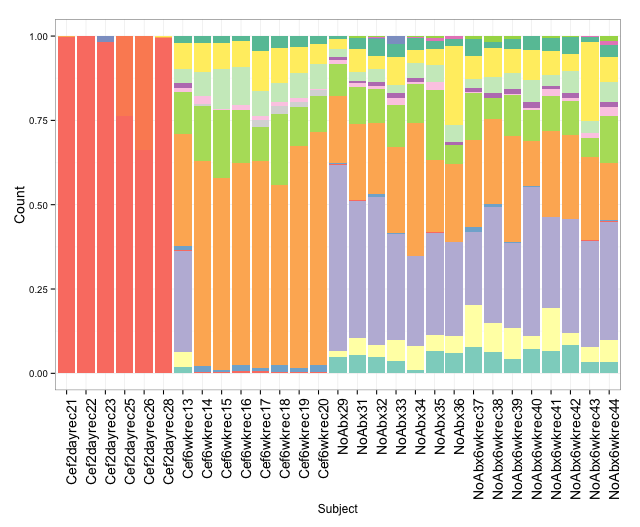 1.00
0.75
0.50
0.25
0.00
Count
Cef2dayrec21
Cef2dayrec22
Cef2dayrec23
Cef2dayrec25
Cef2dayrec26
Cef2dayrec28
Cef6wkrec13
Cef6wkrec14
Cef6wkrec15
Cef6wkrec16
Cef6wkrec17
Cef6wkrec18
Cef6wkrec19
Cef6wkrec20
NoAbx29
NoAbx31
NoAbx32
NoAbx33
NoAbx34
NoAbx35
NoAbx36
NoAbx6wkrec37
NoAbx6wkrec38
NoAbx6wkrec39
NoAbx6wkrec40
NoAbx6wkrec41
NoAbx6wkrec42
NoAbx6wkrec43
NoAbx6wkrec44
Subject